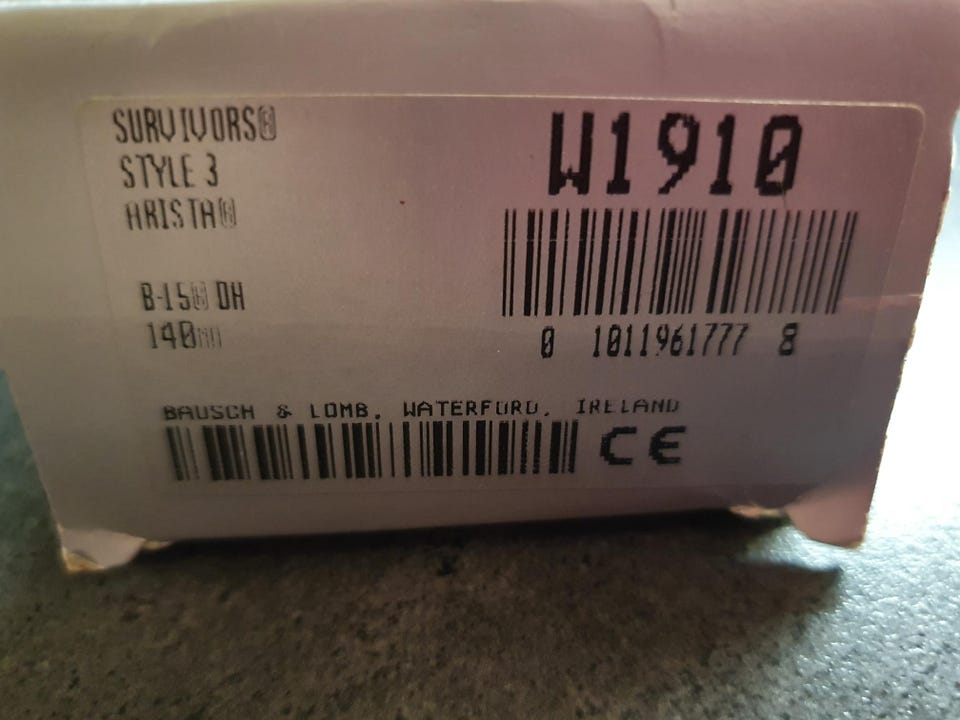 SURVIVORS®
STYLE 3
ARISTA®
B-15® DH
140mm
W1910
0 1011961777 8
BAUSCH & LOMB, WATERFORD, IRELAND
CE